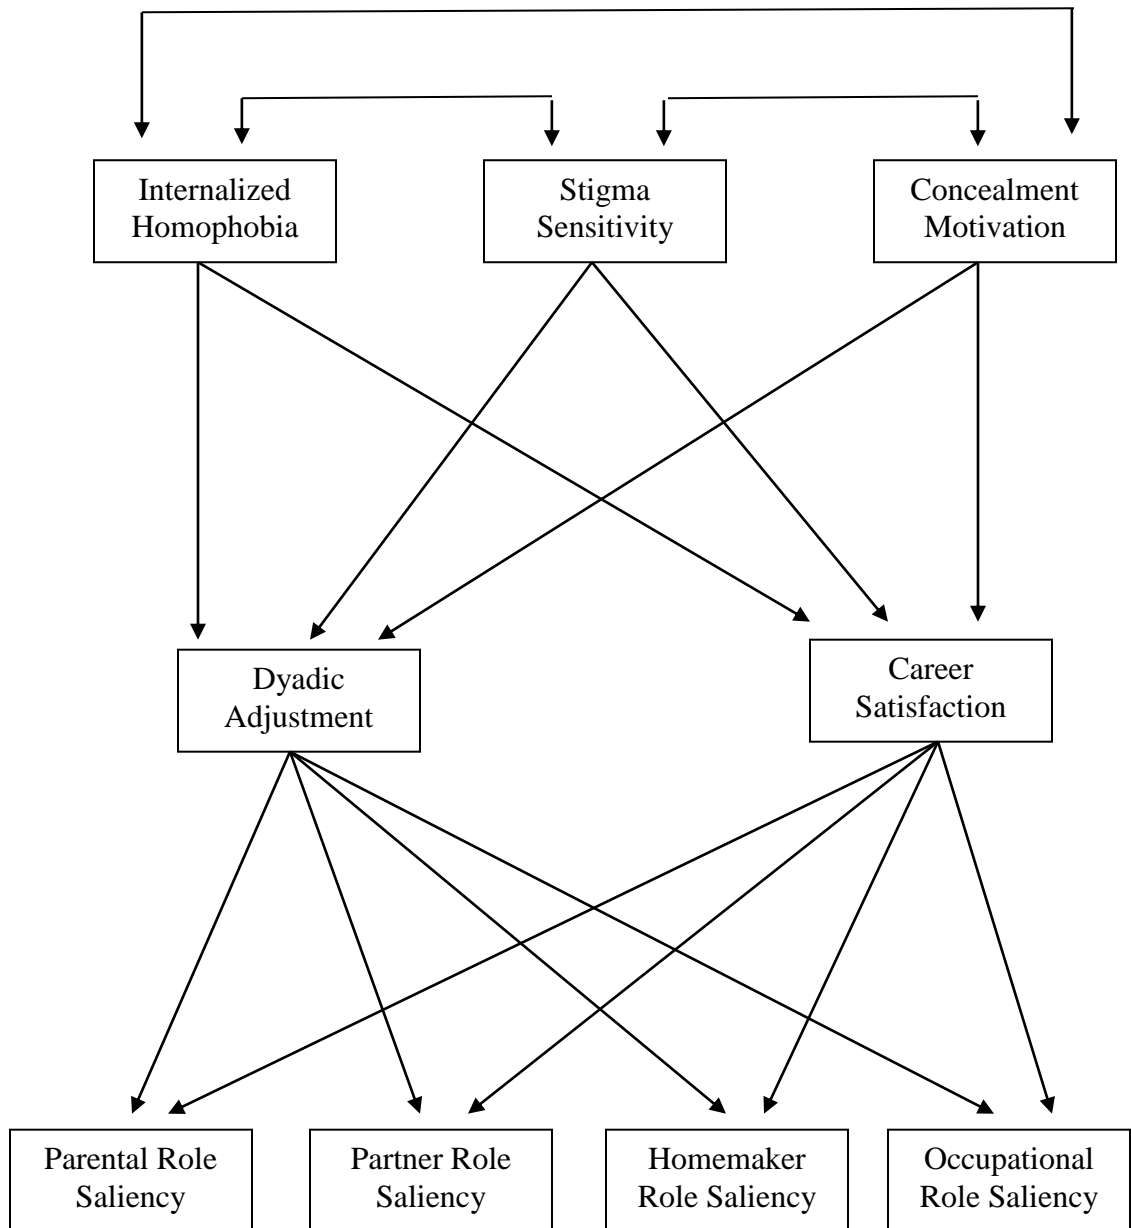 Internalized
Homophobia
Stigma
Sensitivity
Concealment
Motivation
Dyadic
Adjustment
Career
Satisfaction
Parental Role
Saliency
Partner Role
Saliency
Homemaker
Role Saliency
Occupational
Role Saliency